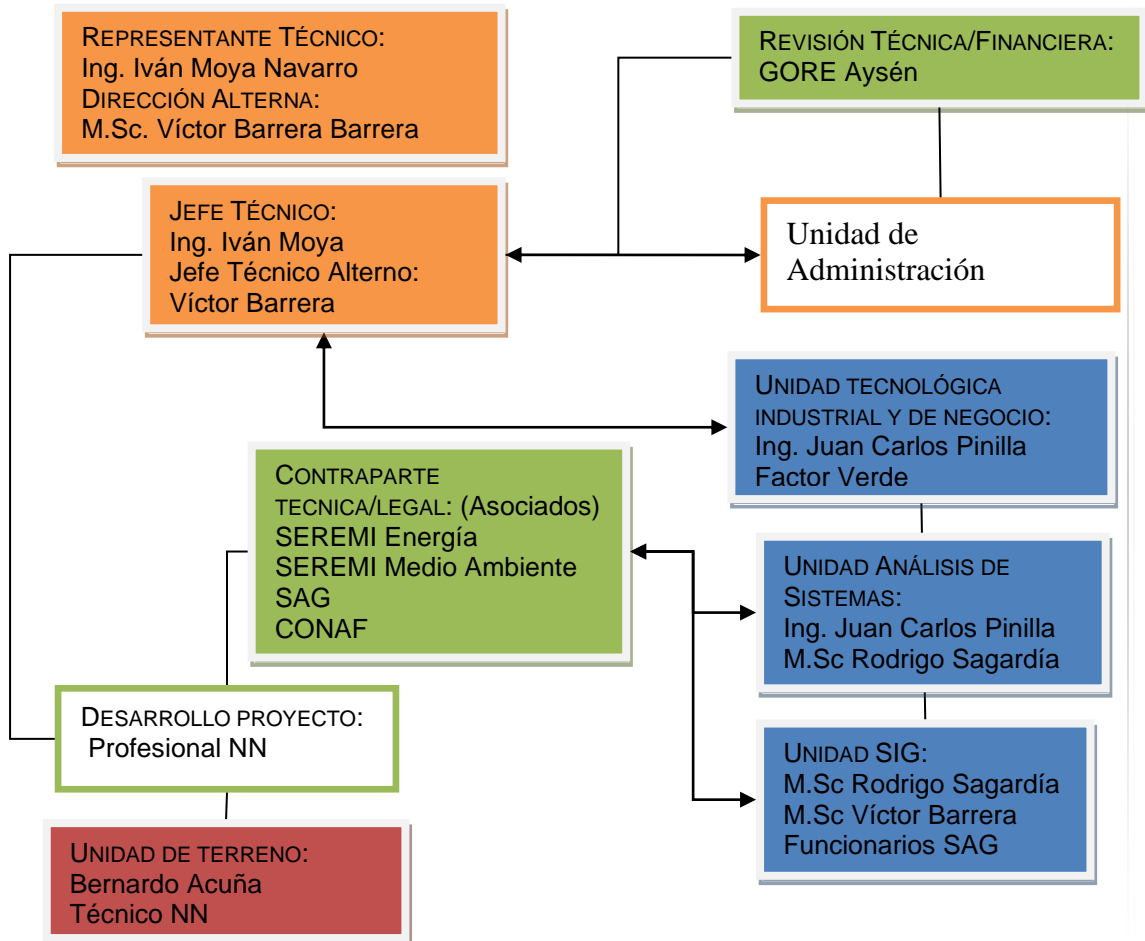 REPRESENTANTE TÉCNICO:
Ing. Iván Moya Navarro
DIRECCIÓN ALTERNA:
M.Sc. Víctor Barrera Barrera
REVISIÓN TÉCNICA/FINANCIERA:
GORE Aysén
JEFE TÉCNICO:
Ing. Iván Moya
Jefe Técnico Alterno:
Víctor Barrera
Unidad de
Administración
UNIDAD TECNOLÓGICA
INDUSTRIAL Y DE NEGOCIO:
Ing. Juan Carlos Pinilla
Factor Verde
CONTRAPARTE
TECNICA/LEGAL: (Asociados)
SEREMI Energía
SEREMI Medio Ambiente
SAG
CONAF
UNIDAD ANÁLISIS DE
SISTEMAS:
Ing. Juan Carlos Pinilla
M.Sc Rodrigo Sagardía
DESARROLLO PROYECTO:
Profesional NN
UNIDAD SIG:
M.Sc Rodrigo Sagardía
M.Sc Víctor Barrera
Funcionarios SAG
UNIDAD DE TERRENO:
Bernardo Acuña
Técnico NN